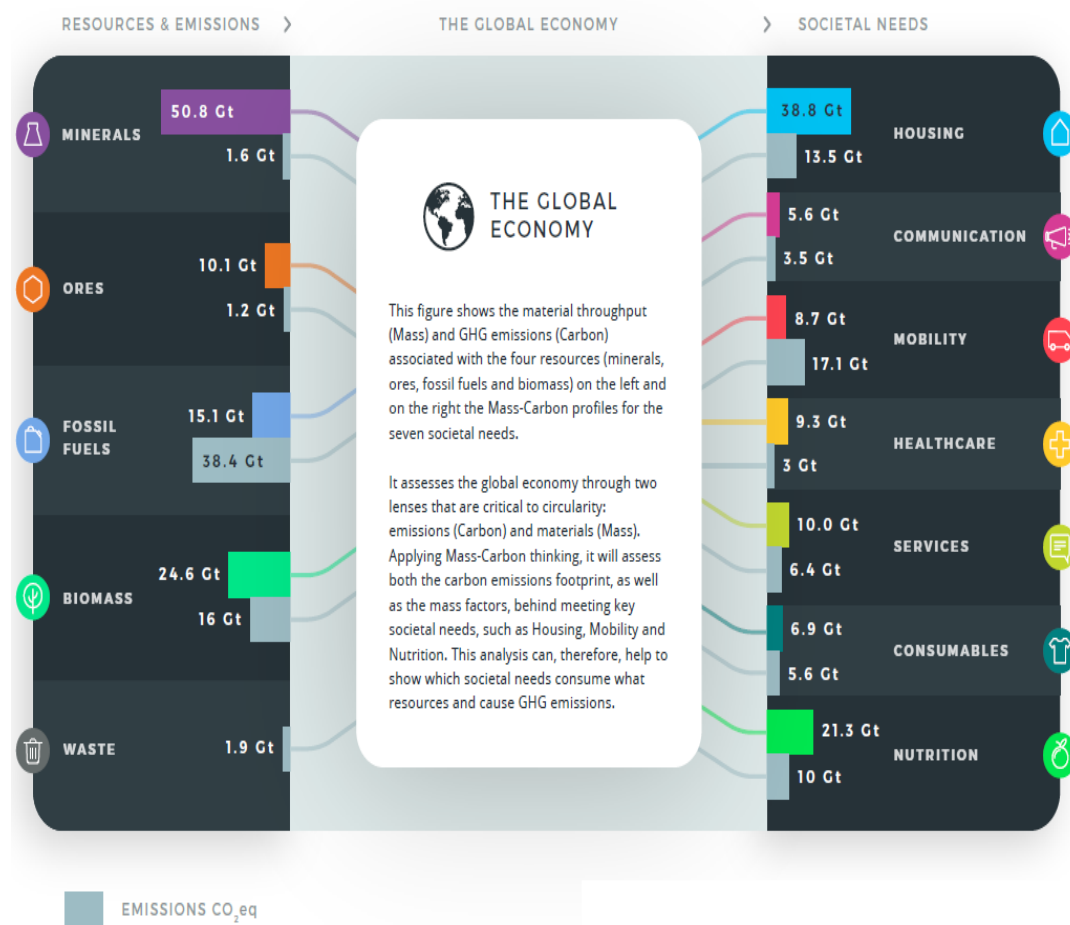 RESOURCES & EMISSIONS >
THE GLOBAL ECONOMY
> SOCIETAL NEEDS
MINERALS
50.8 Gt
1.6 Gt
ORES
10.1 Gt
1.2 Gt
FOSSIL
FUELS
15.1 Gt
38.4 Gt
BIOMASS
24.6 Gt
16 Gt
WASTE
1.9 Gt
THE GLOBAL
ECONOMY
This figure shows the material throughput
(Mass) and GHG emissions (Carbon)
associated with the four resources (minerals,
ores, fossil fuels and biomass) on the left and
on the right the Mass-Carbon profiles for the
seven societal needs.
It assesses the global economy through two
lenses that are critical to circularity:
emissions (Carbon) and materials (Mass).
Applying Mass-Carbon thinking, it will assess
both the carbon emissions footprint, as well
as the mass factors, behind meeting key
societal needs, such as Housing, Mobility and
Nutrition. This analysis can, therefore, help to
show which societal needs consume what
resources and cause GHG emissions.
38.8 Gt
13.5 Gt
HOUSING
5.6 Gt
3.5 Gt
COMMUNICATION
8.7 Gt
17.1 Gt
MOBILITY
9.3 Gt
3 Gt
HEALTHCARE
10.0 Gt
6.4 Gt
SERVICES
6.9 Gt
5.6 Gt
CONSUMABLES
21.3 Gt
10 Gt
NUTRITION
EMISSIONS CO₂eq